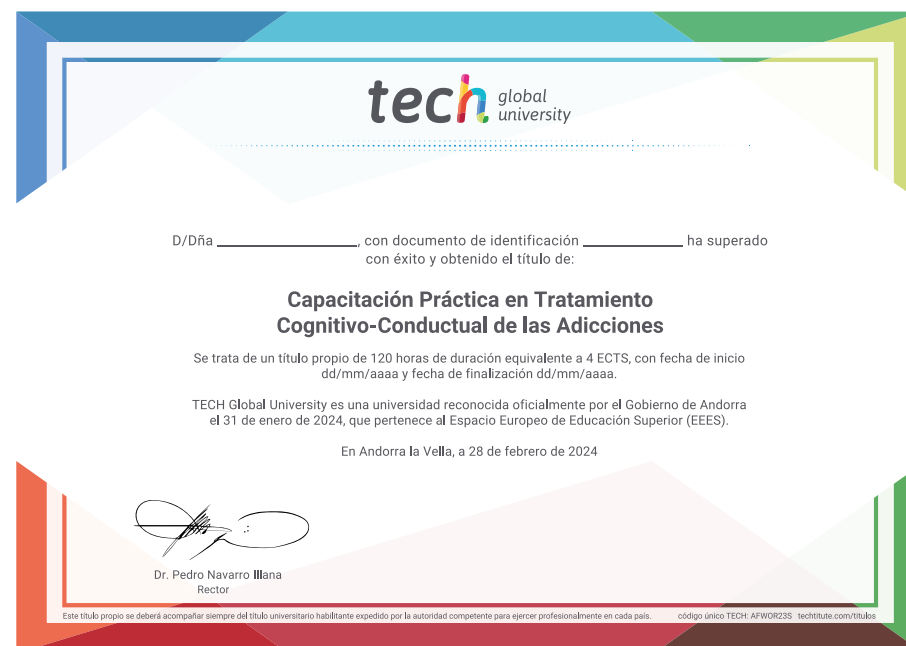 tech global university
D/Dña ____________________, con documento de identificación ______________ ha superado
con éxito y obtenido el título de:
Capacitación Práctica en Tratamiento
Cognitivo-Conductual de las Adicciones
Se trata de un título propio de 120 horas de duración equivalente a 4 ECTS, con fecha de inicio
dd/mm/aaaa y fecha de finalización dd/mm/aaaa.
TECH Global University es una universidad reconocida oficialmente por el Gobierno de Andorra
el 31 de enero de 2024, que pertenece al Espacio Europeo de Educación Superior (EEES).
En Andorra la Vella, a 28 de febrero de 2024
Dr. Pedro Navarro Illana
Rector
Este título propio se deberá acompañar siempre del título universitario habilitante expedido por la autoridad competente para ejercer profesionalmente en cada país. código único TECH: AFWOR23S techtitute.com/titulos